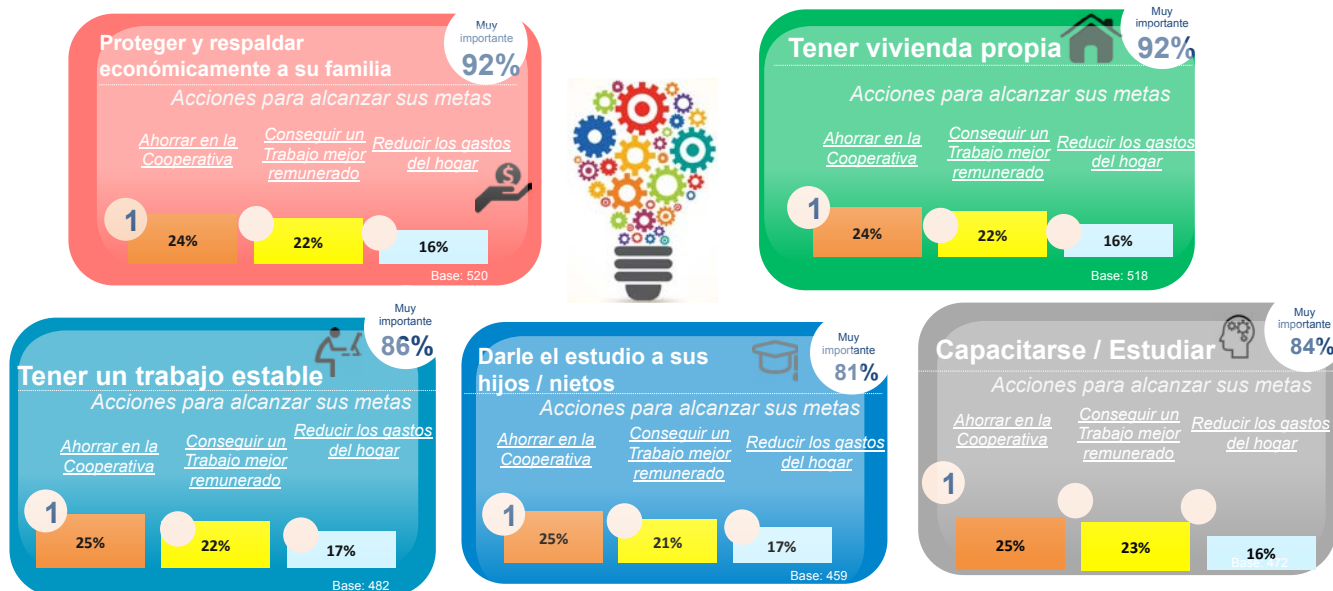 Proteger y respaldar
económicamente a su familia
Muy
importante
92%
Acciones para alcanzar sus metas
Ahorrar en la
Cooperativa
Conseguir un
Trabajo mejor
remunerado
Reducir los gastos
del hogar
$
1
24%
22%
16%
Base: 520
Tener vivienda propia
Muy
importante
92%
Acciones para alcanzar sus metas
Ahorrar en la
Cooperativa
Conseguir un
Trabajo mejor
remunerado
Reducir los gastos
del hogar
1
24%
22%
16%
Base: 518
Tener un trabajo estable
Muy
importante
86%
Acciones para alcanzar sus metas
Ahorrar en la
Cooperativa
Conseguir un
Trabajo mejor
remunerado
Reducir los gastos
del hogar
1
25%
22%
17%
Base: 482
Darle el estudio a sus
hijos / nietos
Muy
importante
81%
Acciones para alcanzar sus metas
Ahorrar en la
Cooperativa
Conseguir un
Trabajo mejor
remunerado
Reducir los gastos
del hogar
1
25%
21%
17%
Base: 459
Capacitarse / Estudiar
Muy
importante
84%
Acciones para alcanzar sus metas
Ahorrar en la
Cooperativa
Conseguir un
Trabajo mejor
remunerado
Reducir los gastos
del hogar
1
25%
23%
16%
Base: 472